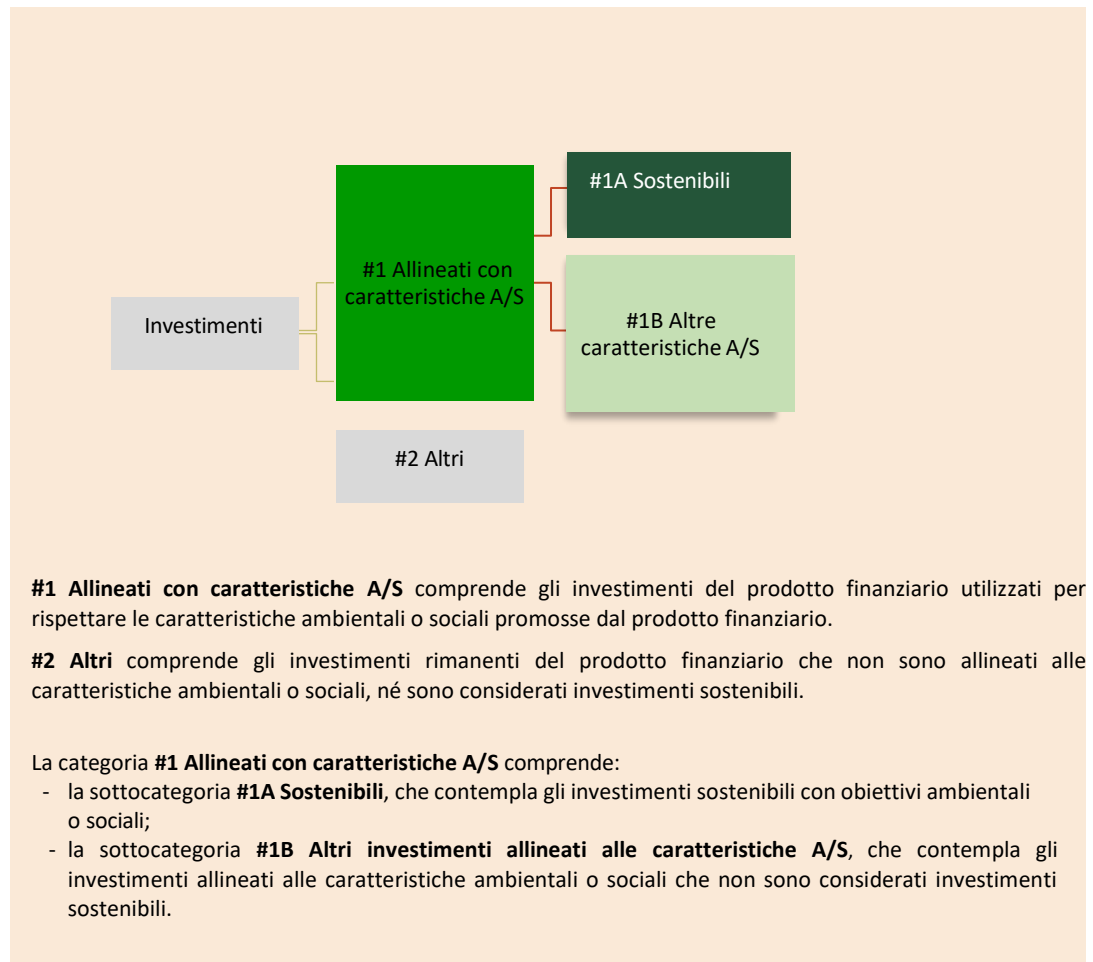 #1A Sostenibili
#1 Allineati con
caratteristiche A/S
Investimenti
#1B Altre
caratteristiche A/S
#2 Altri
#1 Allineati con caratteristiche A/S comprende gli investimenti del prodotto finanziario utilizzati per
rispettare le caratteristiche ambientali o sociali promosse dal prodotto finanziario.
#2 Altri comprende gli investimenti rimanenti del prodotto finanziario che non sono allineati alle
caratteristiche ambientali o sociali, né sono considerati investimenti sostenibili.
La categoria #1 Allineati con caratteristiche A/S comprende:
- la sottocategoria #1A Sostenibili, che contempla gli investimenti sostenibili con obiettivi ambientali
o sociali;
- la sottocategoria #1B Altri investimenti allineati alle caratteristiche A/S, che contempla gli
investimenti allineati alle caratteristiche ambientali o sociali che non sono considerati investimenti
sostenibili.